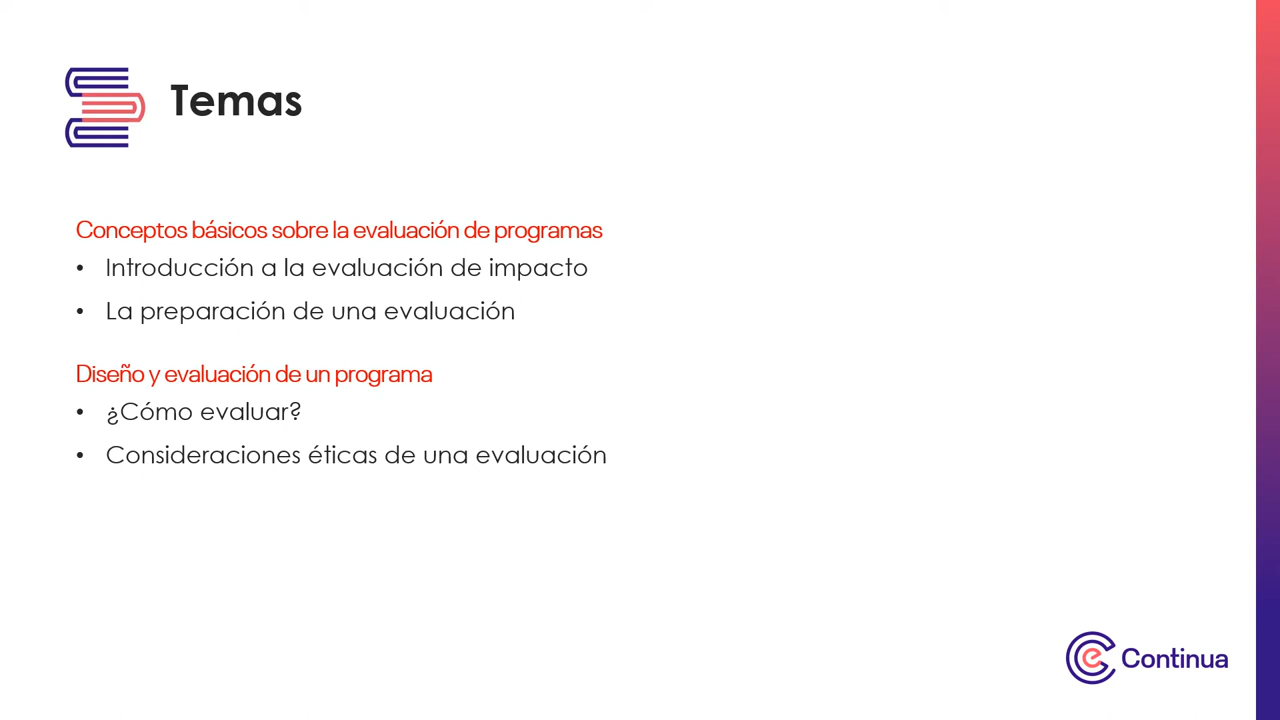 Temas
Conceptos básicos sobre la evaluación de programas
• Introducción a la evaluación de impacto
• La preparación de una evaluación
Diseño y evaluación de un programa
• ¿Cómo evaluar?
• Consideraciones éticas de una evaluación
Continua